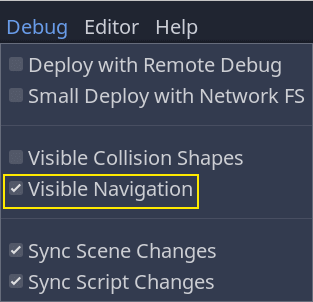 Debug Editor Help
Deploy with Remote Debug
Small Deploy with Network FS
Visible Collision Shapes
Visible Navigation
Sync Scene Changes
Sync Script Changes